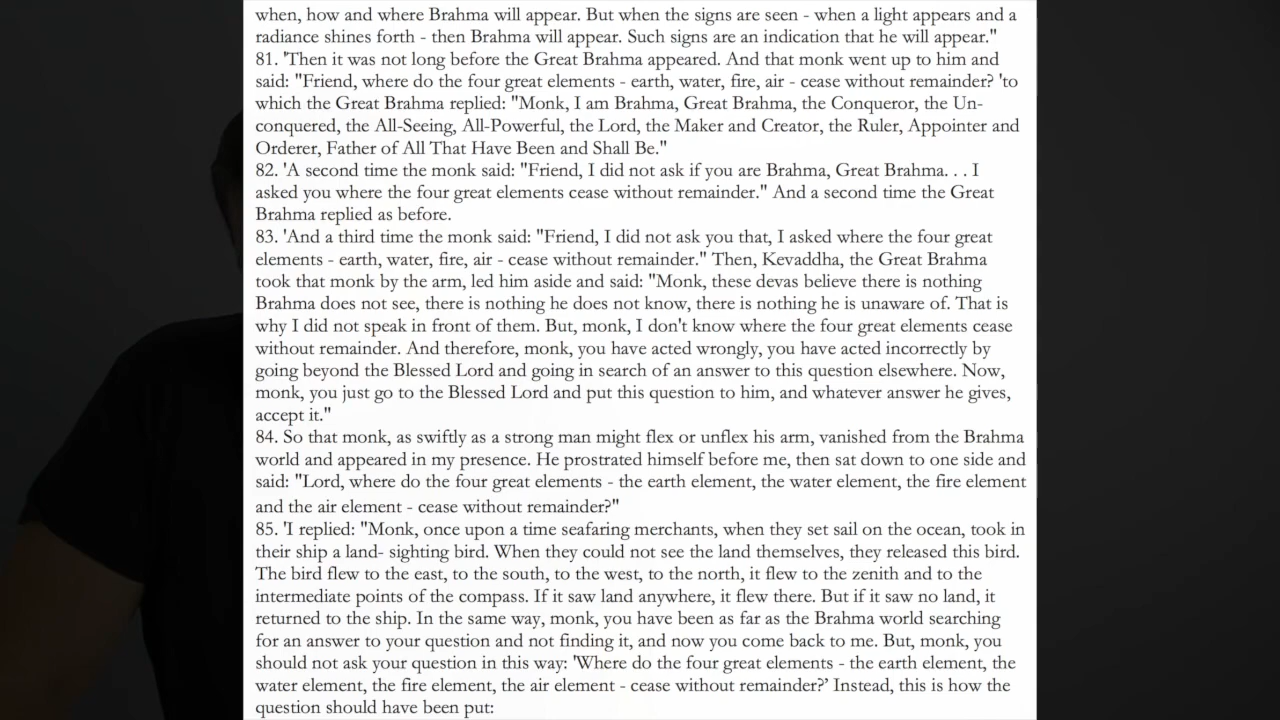 when, how and where Brahma will appear. But when the signs are seen - when a light appears and a
radiance shines forth - then Brahma will appear. Such signs are an indication that he will appear."
81. 'Then it was not long before the Great Brahma appeared. And that monk went up to him and
said: "Friend, where do the four great elements - earth, water, fire, air - cease without remainder? 'to
which the Great Brahma replied: "Monk, I am Brahma, Great Brahma, the Conqueror, the Un-
conquered, the All-Seeing, All-Powerful, the Lord, the Maker and Creator, the Ruler, Appointer and
Orderer, Father of All That Have Been and Shall Be."
82. 'A second time the monk said: "Friend, I did not ask if you are Brahma, Great Brahma. . . I
asked you where the four great elements cease without remainder." And a second time the Great
Brahma replied as before.
83. 'And a third time the monk said: "Friend, I did not ask you that, I asked where the four great
elements - earth, water, fire, air - cease without remainder." Then, Kevaddha, the Great Brahma
took that monk by the arm, led him aside and said: "Monk, these devas believe there is nothing
Brahma does not see, there is nothing he does not know, there is nothing he is unaware of. That is
why I did not speak in front of them. But, monk, I don't know where the four great elements cease
without remainder. And therefore, monk, you have acted wrongly, you have acted incorrectly by
going beyond the Blessed Lord and going in search of an answer to this question elsewhere. Now,
monk, you just go to the Blessed Lord and put this question to him, and whatever answer he gives,
accept it."
84. So that monk, as swiftly as a strong man might flex or unflex his arm, vanished from the Brahma
world and appeared in my presence. He prostrated himself before me, then sat down to one side and
said: "Lord, where do the four great elements - the earth element, the water element, the fire element
and the air element - cease without remainder?"
85. 'I replied: "Monk, once upon a time seafaring merchants, when they set sail on the ocean, took in
their ship a land- sighting bird. When they could not see the land themselves, they released this bird.
The bird flew to the east, to the south, to the west, to the north, it flew to the zenith and to the
intermediate points of the compass. If it saw land anywhere, it flew there. But if it saw no land, it
returned to the ship. In the same way, monk, you have been as far as the Brahma world searching
for an answer to your question and not finding it, and now you come back to me. But, monk, you
should not ask your question in this way: 'Where do the four great elements - the earth element, the
water element, the fire element, the air element - cease without remainder?' Instead, this is how the
question should have been put: